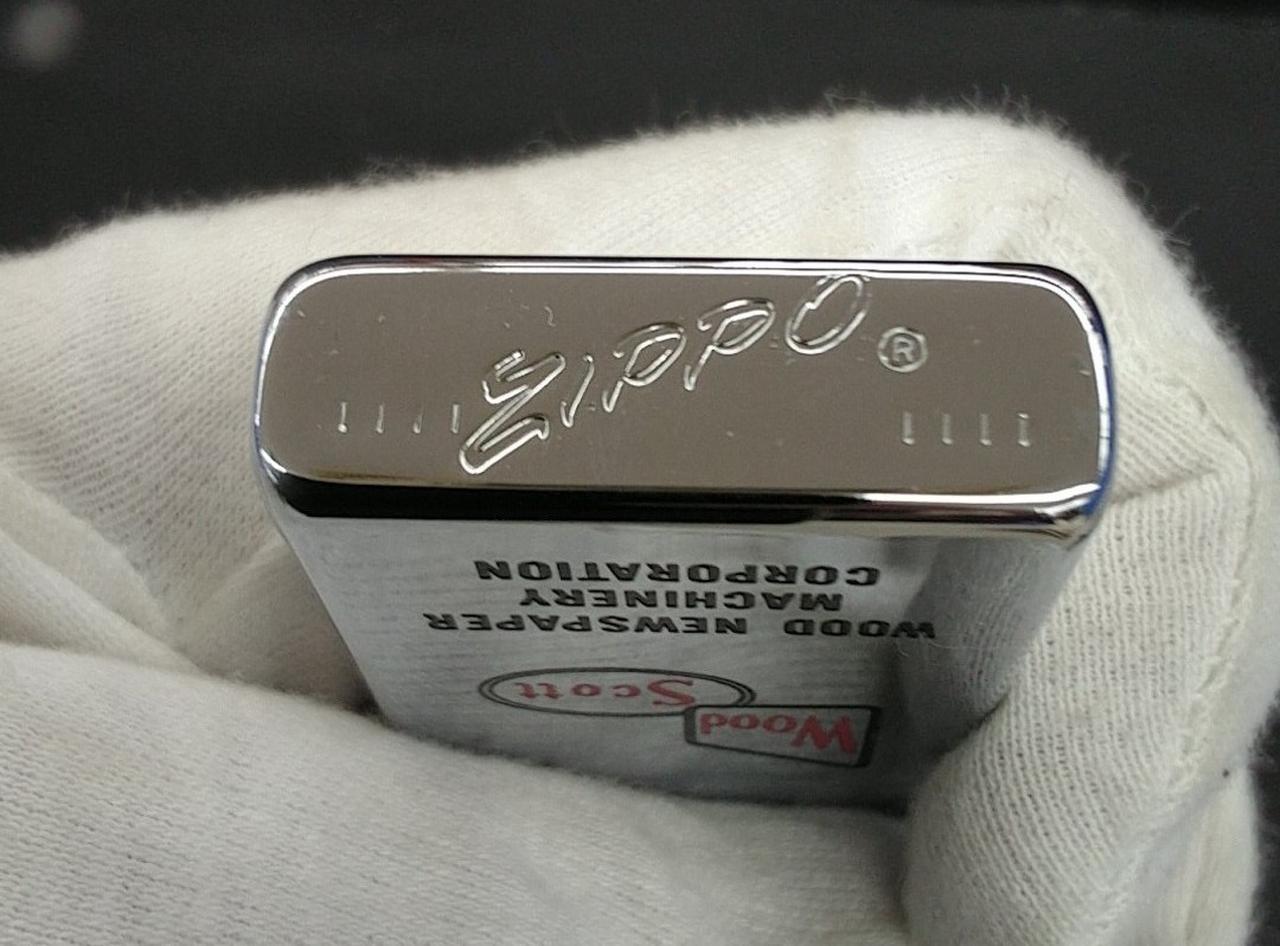 ZIPPO ®
IIII IIII
Wood
Scott
WOOD NEWSPAPER
MACHINERY
CORPORATION